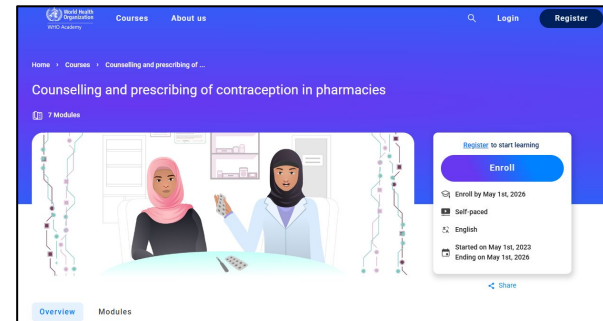 World Health
Organization
WHO Academy
Courses
About us
Login
Register
Home › Courses › Counselling and prescribing of ...
Counselling and prescribing of contraception in pharmacies
7 Modules
Register to start learning
Enroll
Enroll by May 1st, 2026
Self-paced
English
Started on May 1st, 2023
Ending on May 1st, 2026
Share
Overview
Modules